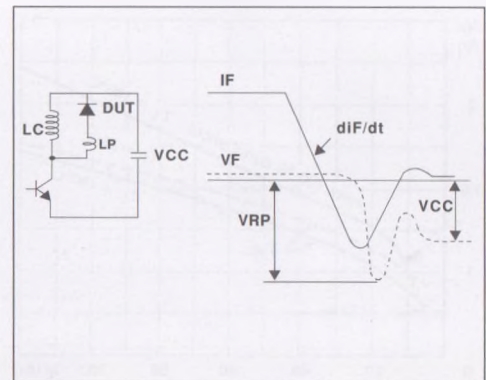 DUT
LC
LP
VCC
IF
diF/dt
VF
VRP
VCC